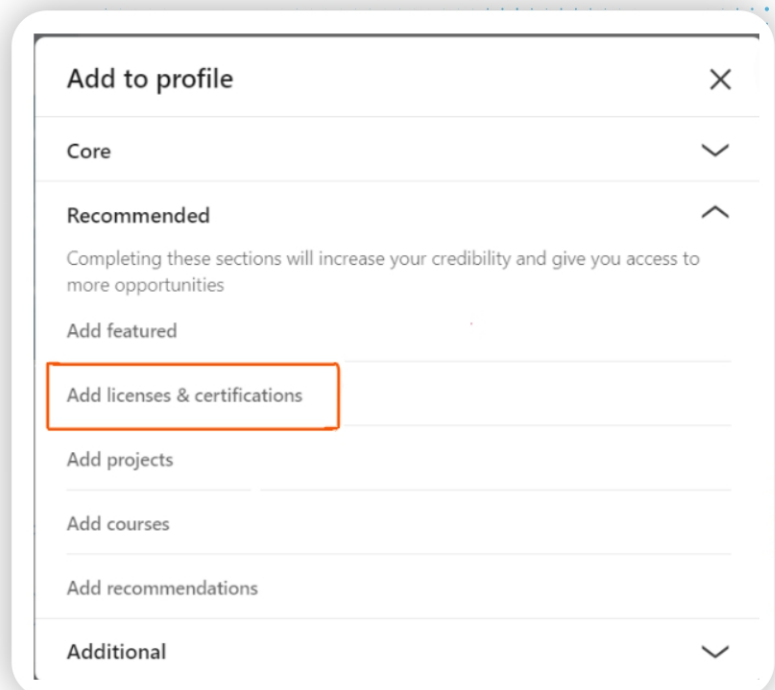 Add to profile
Core
Recommended
Completing these sections will increase your credibility and give you access to
more opportunities
Add featured
Add licenses & certifications
Add projects
Add courses
Add recommendations
Additional